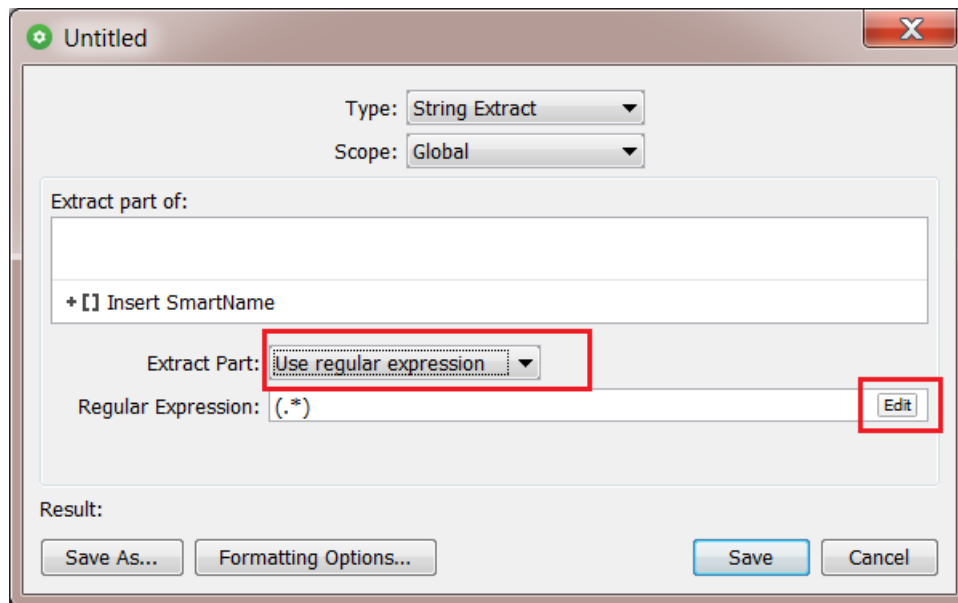 Untitled
X
Type: String Extract
Scope: Global
Extract part of:
+[] Insert SmartName
Extract Part: Use regular expression
Regular Expression: (.*) Edit
Result:
Save As... Formatting Options... Save Cancel